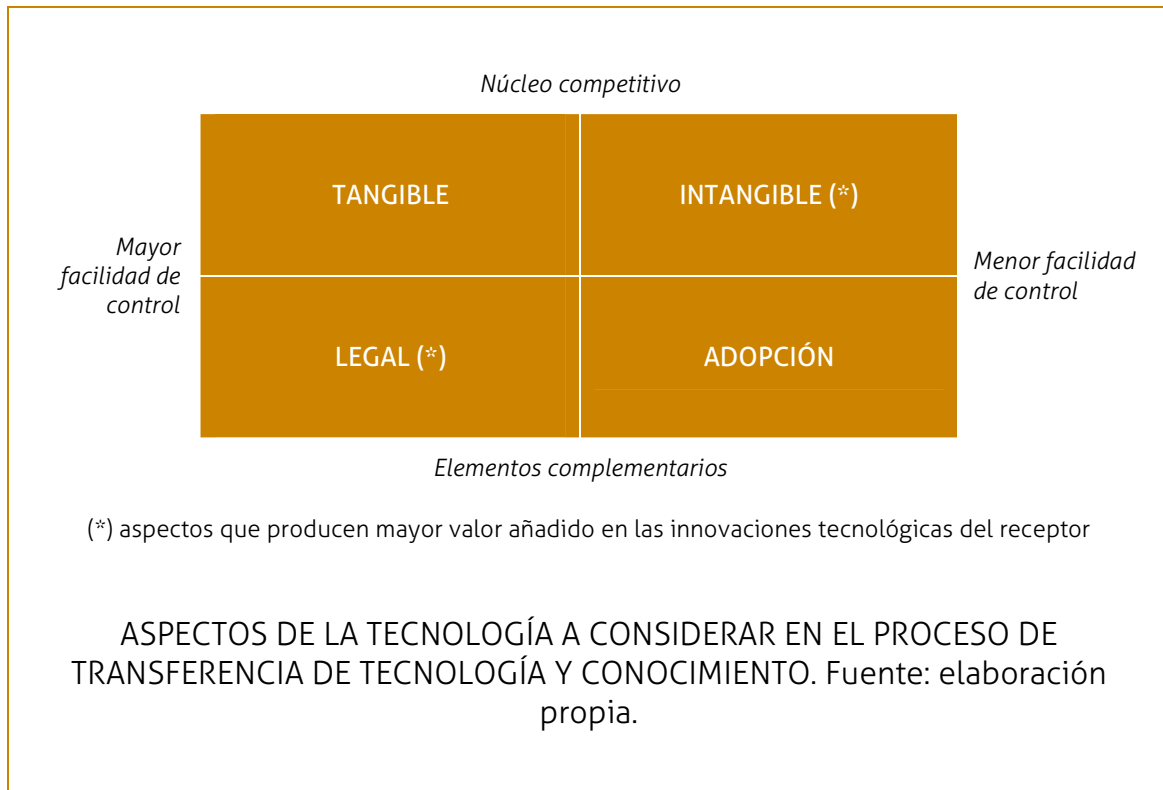 Núcleo competitivo
TANGIBLE
INTANGIBLE (*)
Mayor
facilidad de
control
Menor facilidad
de control
LEGAL (*)
ADOPCIÓN
Elementos complementarios
(*) aspectos que producen mayor valor añadido en las innovaciones tecnológicas del receptor
ASPECTOS DE LA TECNOLOGÍA A CONSIDERAR EN EL PROCESO DE
TRANSFERENCIA DE TECNOLOGÍA Y CONOCIMIENTO. Fuente: elaboración
propia.